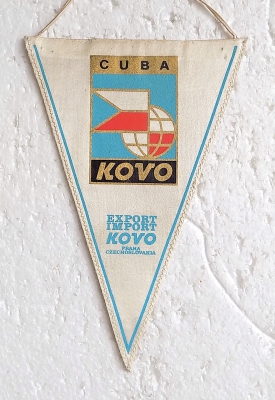 CUBA
KOVO
EXPORT
IMPORT
KOVO
PRAHA
CZECHOSLOVAKIA